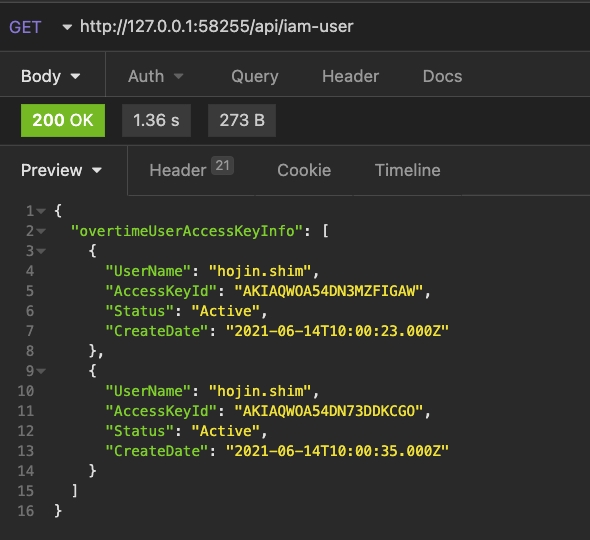 GET http://127.0.0.1:58255/api/iam-user
Body Auth Query Header Docs
200 OK 1.36 s 273 B
Preview Header 21 Cookie Timeline
1 {
2 "overtimeUserAccessKeyInfo": [
3 {
4 "UserName": "hojin.shim",
5 "AccessKeyId": "AKIAQWOA54DN3MZFIGAW",
6 "Status": "Active",
7 "CreateDate": "2021-06-14T10:00:23.000Z"
8 },
9 {
10 "UserName": "hojin.shim",
11 "AccessKeyId": "AKIAQWOA54DN73DDKCGO",
12 "Status": "Active",
13 "CreateDate": "2021-06-14T10:00:35.000Z"
14 }
15 ]
16 }